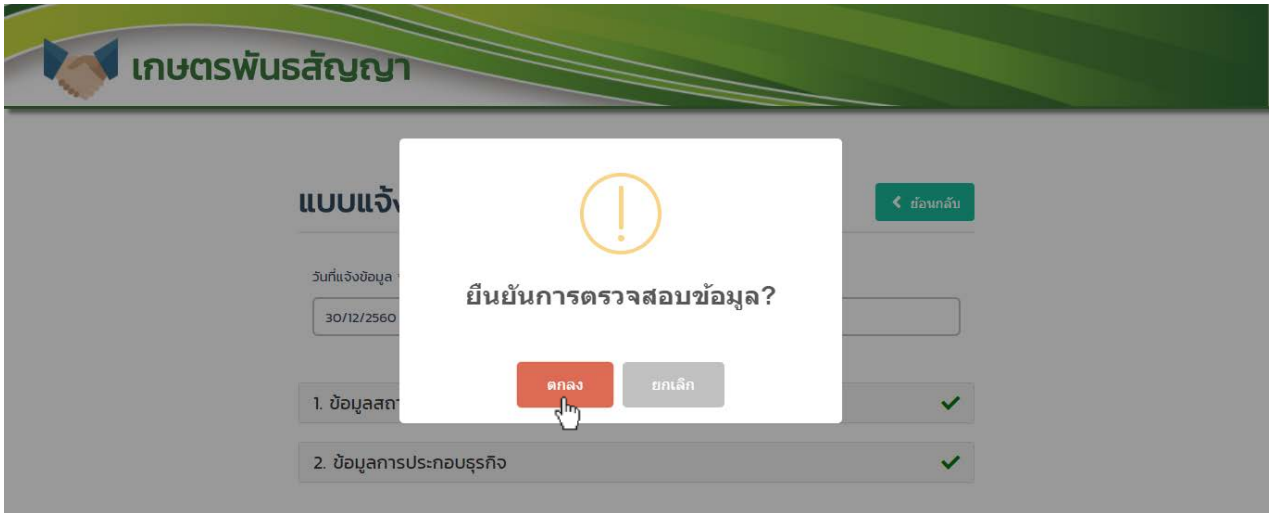 เกษตรพันธสัญญา
แบบแจ้ง
ย้อนกลับ
วันที่แจ้งข้อมูล
30/12/2560
ยืนยันการตรวจสอบข้อมูล?
ตกลง
ยกเลิก
1. ข้อมูลสถา
2. ข้อมูลการประกอบธุรกิจ